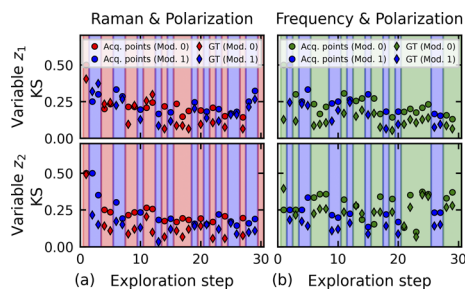 Raman & Polarization
Frequency & Polarization
Variable z₁
KS
0.50
0.25
0.00
Acq. points (Mod. 0)
GT (Mod. 0)
Acq. points (Mod. 1)
GT (Mod. 1)
Acq. points (Mod. 0)
GT (Mod. 0)
Acq. points (Mod. 1)
GT (Mod. 1)
Variable z₂
KS
0.50
0.25
0.00
0 10 20 30
0 10 20 30
(a) Exploration step
(b) Exploration step